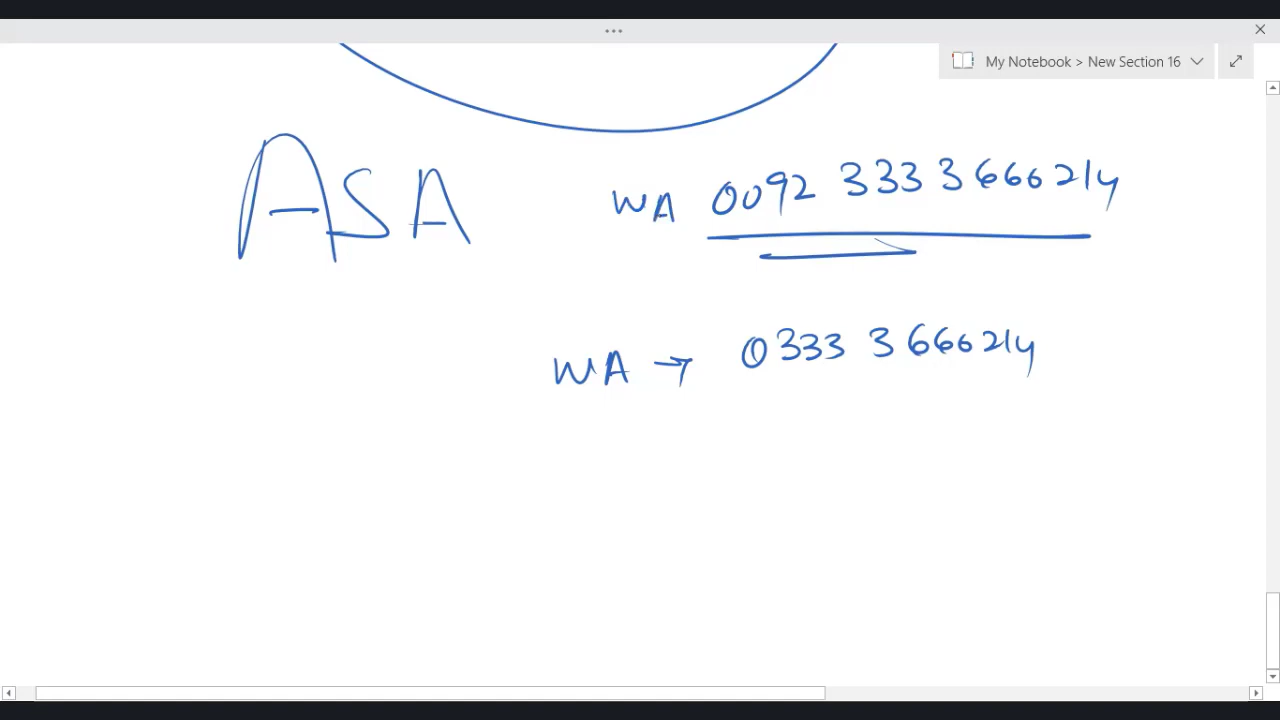 My Notebook > New Section 16
ASA
WA 0092 333 3666214
WA → 0333 3666214